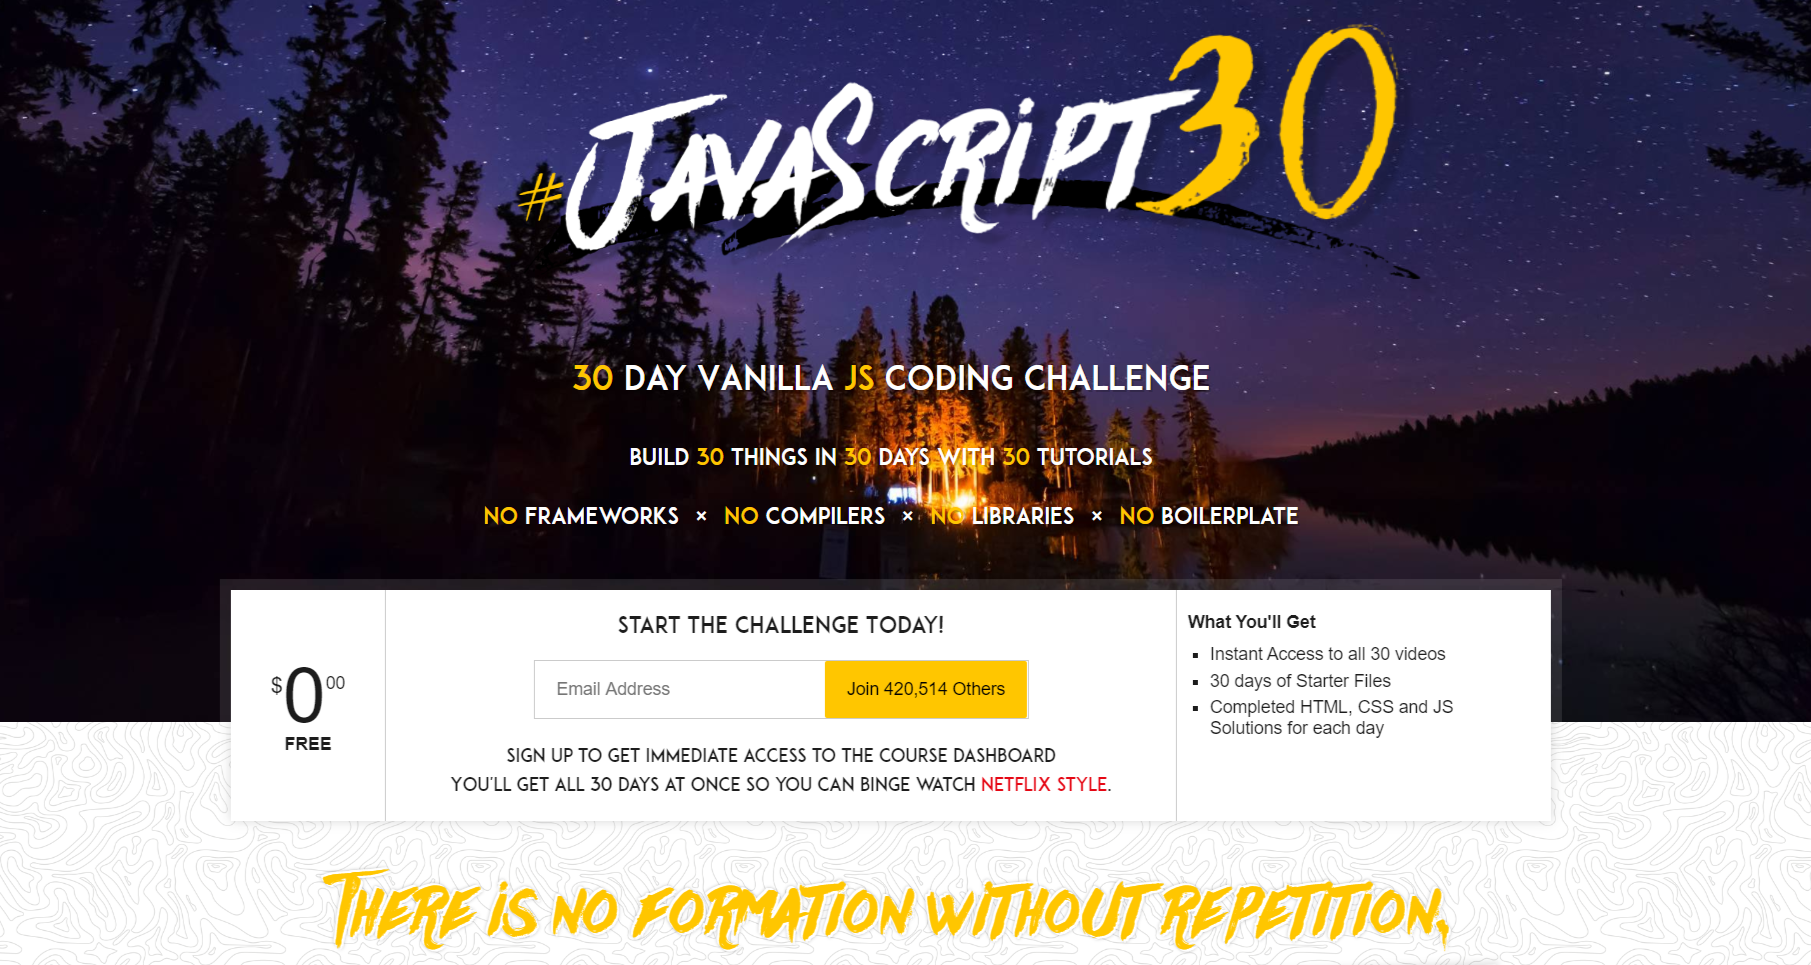 #JavaScript30
30 DAY VANILLA JS CODING CHALLENGE
BUILD 30 THINGS IN 30 DAYS WITH 30 TUTORIALS
NO FRAMEWORKS × NO COMPILERS × NO LIBRARIES × NO BOILERPLATE
$0 00
FREE
START THE CHALLENGE TODAY!
Email Address
Join 420,514 Others
SIGN UP TO GET IMMEDIATE ACCESS TO THE COURSE DASHBOARD
YOU'LL GET ALL 30 DAYS AT ONCE SO YOU CAN BINGE WATCH NETFLIX STYLE.
What You'll Get
▪ Instant Access to all 30 videos
▪ 30 days of Starter Files
▪ Completed HTML, CSS and JS
Solutions for each day
THERE IS NO FORMATION WITHOUT REPETITION,